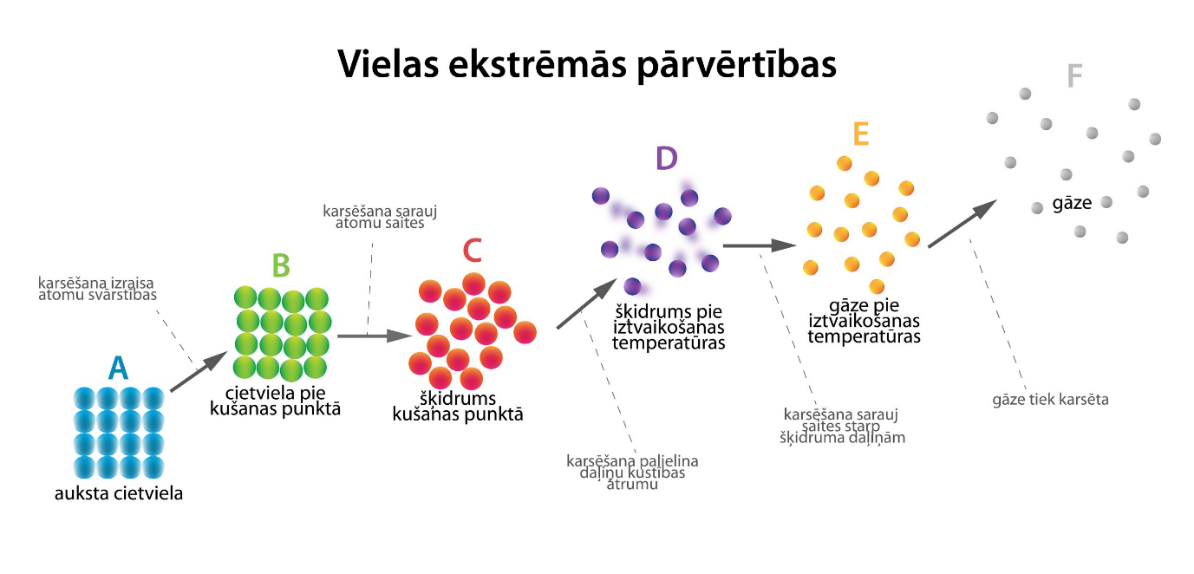 Vielas ekstrēmās pārvērtības
A
auksta cietviela
karsēšana izraisa
atomu svārstības
B
cietviela pie
kušanas punktā
karsēšana sarauj
atomu saites
C
šķidrums
kušanas punktā
karsēšana palielina
daļiņu kustības
ātrumu
D
šķidrums pie
iztvaikošanas
temperatūras
karsēšana sarauj
saites starp
šķidruma daļiņām
E
gāze pie
iztvaikošanas
temperatūras
gāze tiek karsēta
F
gāze